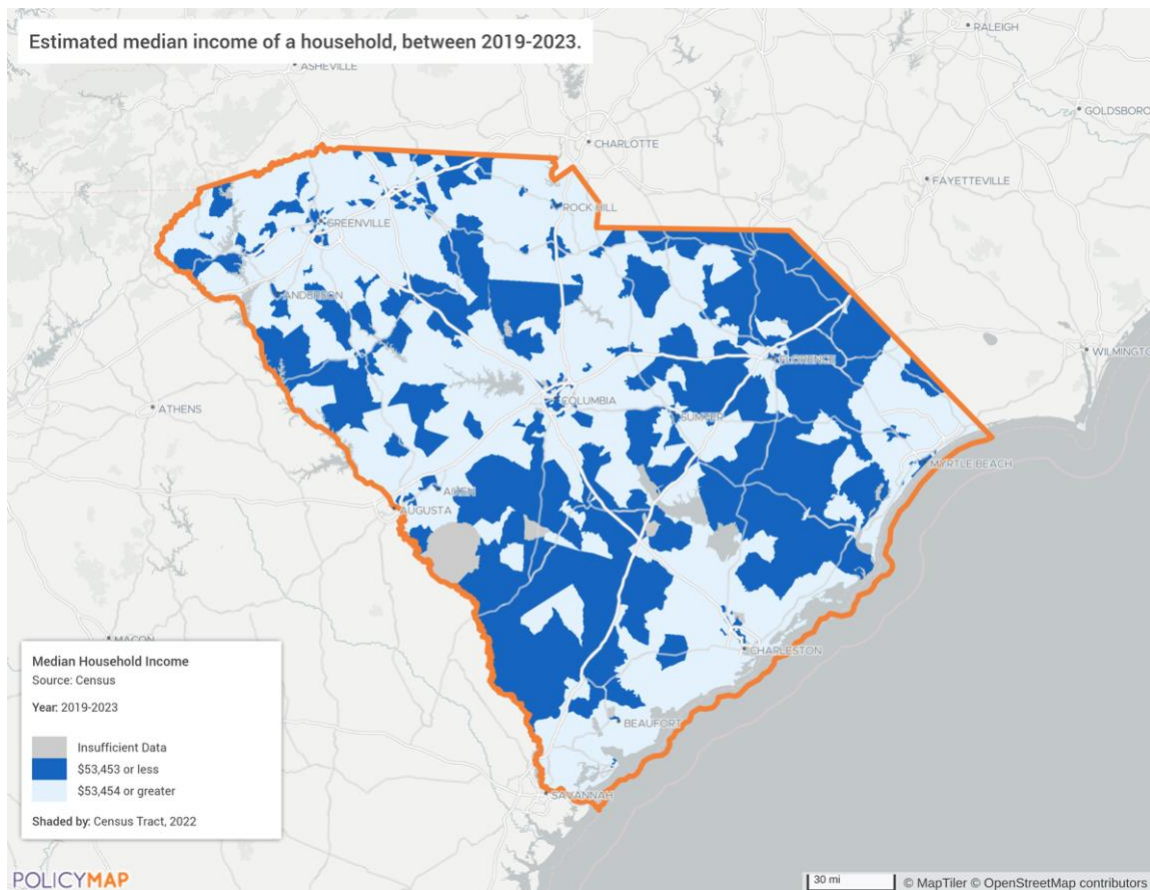 Estimated median income of a household, between 2019-2023.
RALEIGH
ASHEVILLE
GOLDSBORO
CHARLOTTE
FAYETTEVILLE
ROCK HILL
GREENVILLE
ANDERSON
WILMINGTON
FLORENCE
COLUMBIA
ATHENS
SUMTER
MYRTLE BEACH
AIKEN
AUGUSTA
MACON
CHARLESTON
BEAUFORT
SAVANNAH
Median Household Income
Source: Census
Year: 2019-2023
Insufficient Data
$53,453 or less
$53,454 or greater
Shaded by: Census Tract, 2022
POLICYMAP
30 mi
© MapTiler © OpenStreetMap contributors